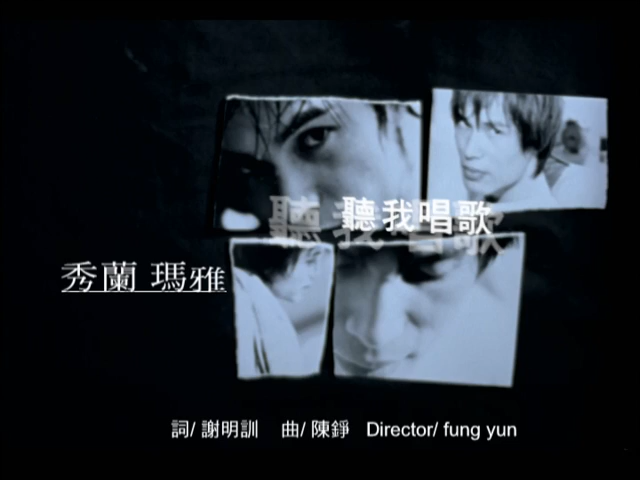 聽我唱歌
秀蘭 瑪雅
詞/ 謝明訓 曲/ 陳錚 Director/ fung yun